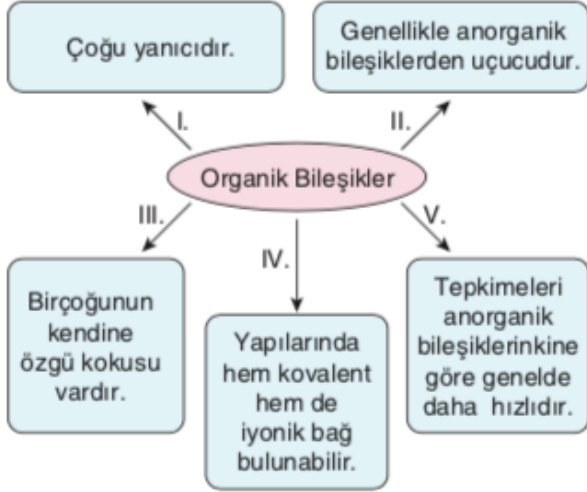 Çoğu yanıcıdır.
Genellikle anorganik
bileşiklerden uçucudur.
I.
II.
Organik Bileşikler
III.
IV.
V.
Birçoğunun
kendine
özgü kokusu
vardır.
Yapılarında
hem kovalent
hem de
iyonik bağ
bulunabilir.
Tepkimeleri
anorganik
bileşiklerinkine
göre genelde
daha hızlıdır.